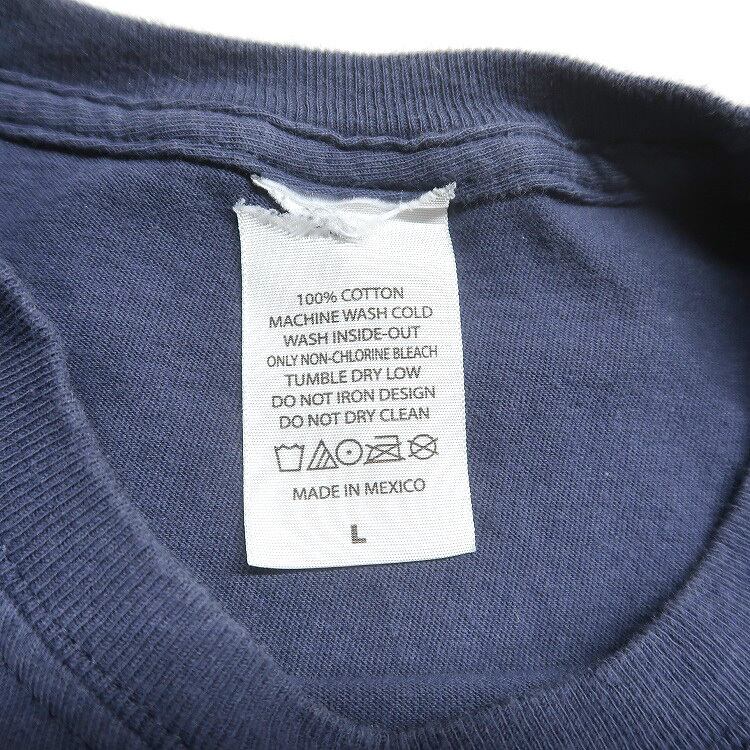 100% COTTON
MACHINE WASH COLD
WASH INSIDE-OUT
ONLY NON-CHLORINE BLEACH
TUMBLE DRY LOW
DO NOT IRON DESIGN
DO NOT DRY CLEAN
MADE IN MEXICO
L